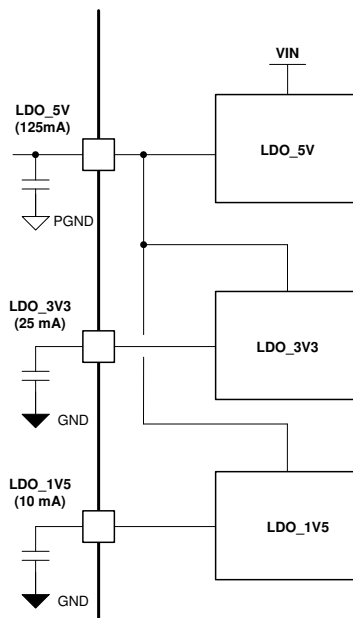 VIN
LDO_5V
(125mA)
LDO_5V
PGND
LDO_3V3
(25 mA)
LDO_3V3
GND
LDO_1V5
(10 mA)
LDO_1V5
GND